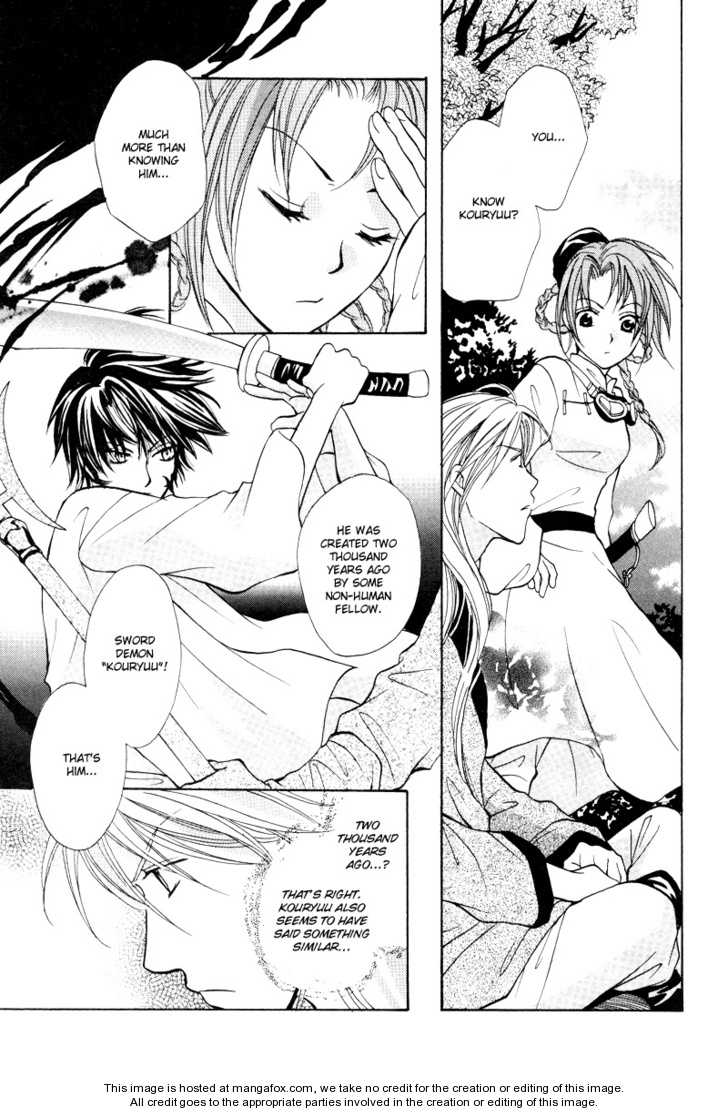 YOU...
KNOW
KOURYUU?
MUCH
MORE THAN
KNOWING
HIM...
HE WAS
CREATED TWO
THOUSAND
YEARS AGO
BY SOME
NON-HUMAN
FELLOW.
SWORD
DEMON
"KOURYUU"!
THAT'S
HIM...
TWO
THOUSAND
YEARS
AGO...?
THAT'S RIGHT.
KOURYUU ALSO
SEEMS TO HAVE
SAID SOMETHING
SIMILAR...
This image is hosted at mangafox.com, we take no credit for the creation or editing of this image.
All credit goes to the appropriate parties involved in the creation or editing of this image.